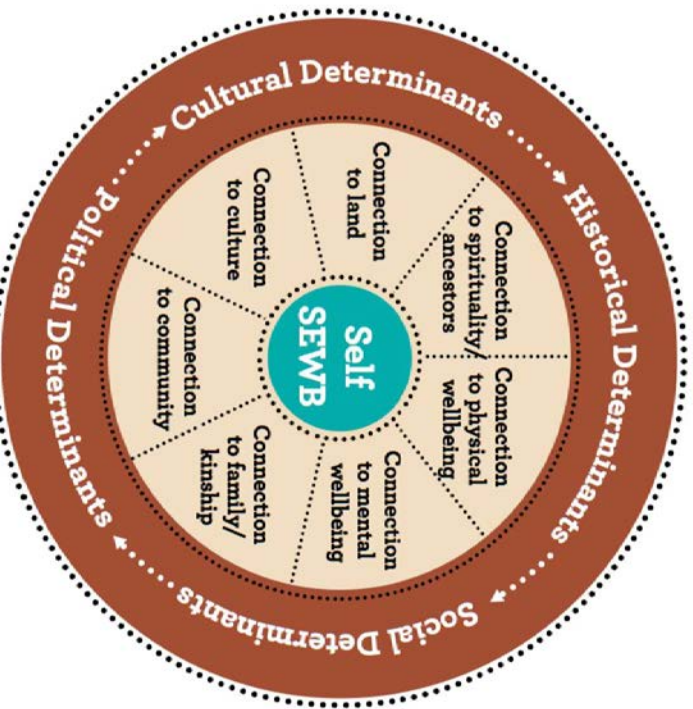 Historical Determinants
Social Determinants
Political Determinants
Cultural Determinants
Connection
to spirituality/
ancestors
Connection
to physical
wellbeing
Connection
to mental
wellbeing
Connection
to family/
kinship
Connection
to community
Connection
to culture
Connection
to land
Self
SEWB